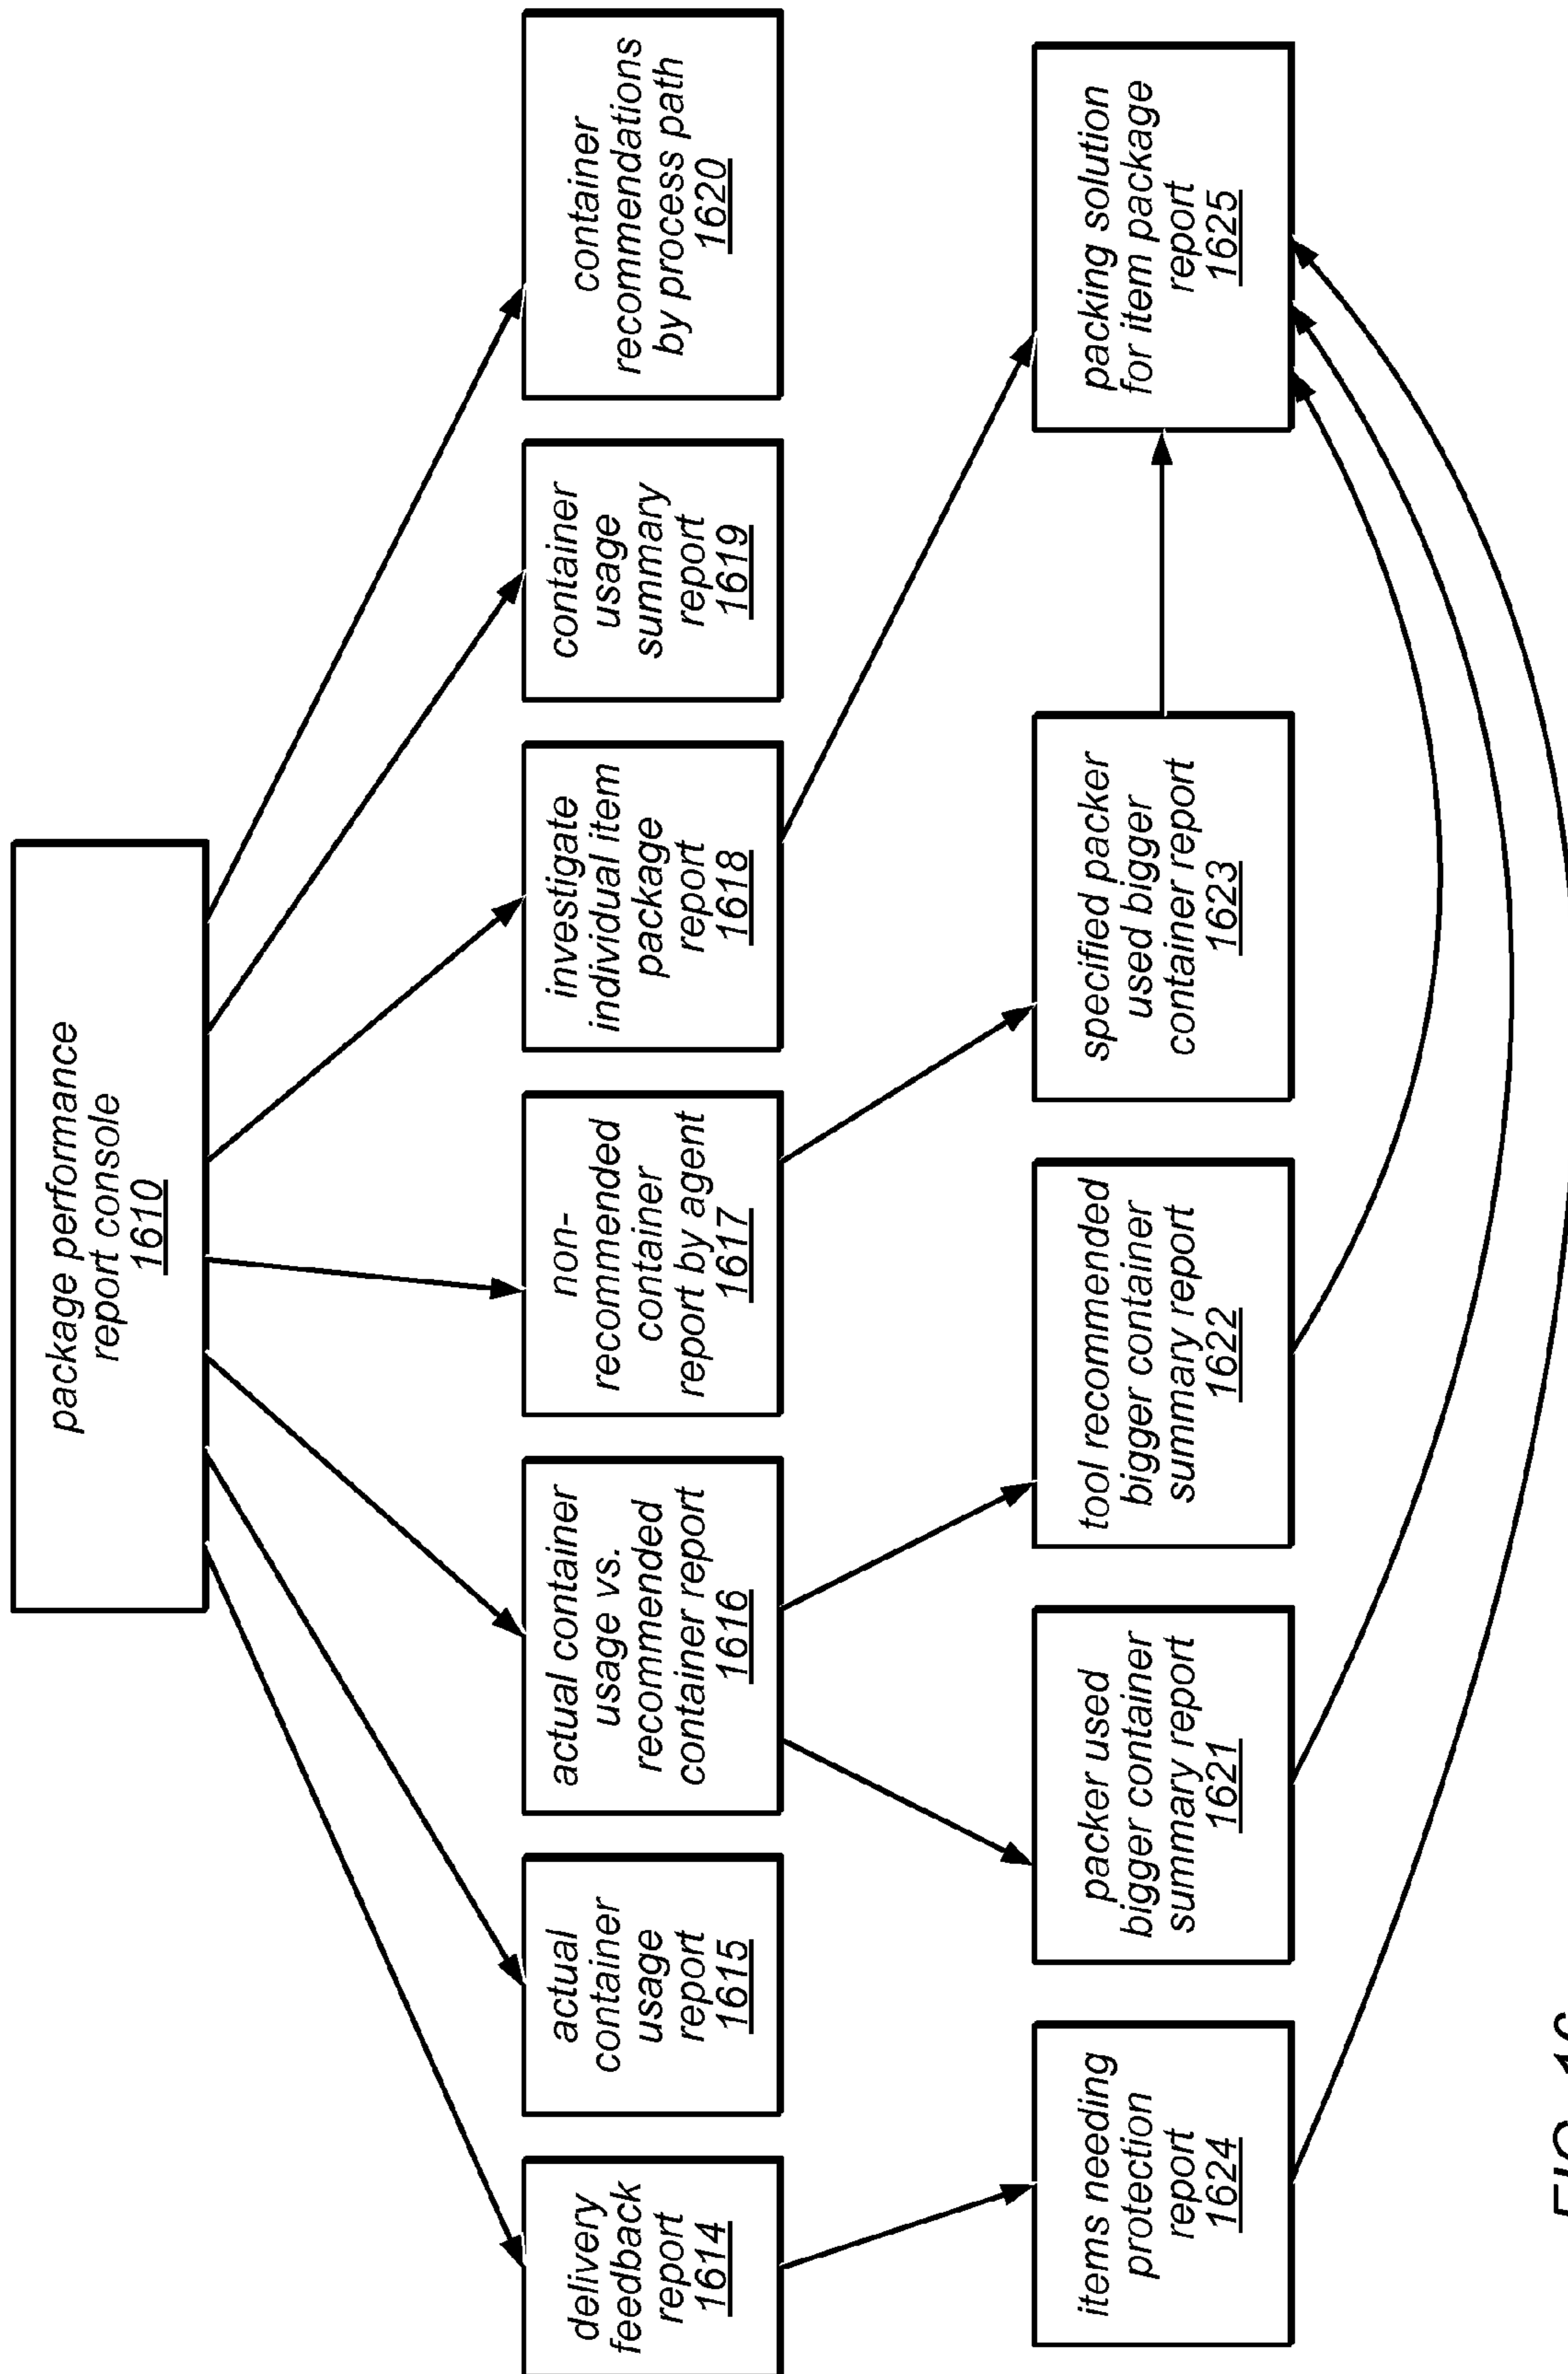 package performance
report console
1610
delivery
feedback
report
1614
actual
container
usage
report
1615
actual container
usage vs.
recommended
container report
1616
non-
recommended
container
report by agent
1617
investigate
individual item
package
report
1618
container
usage
summary
report
1619
container
recommendations
by process path
1620
items needing
protection
report
1624
packer used
bigger container
summary report
1621
tool recommended
bigger container
summary report
1622
specified packer
used bigger
container report
1623
packing solution
for item package
report
1625